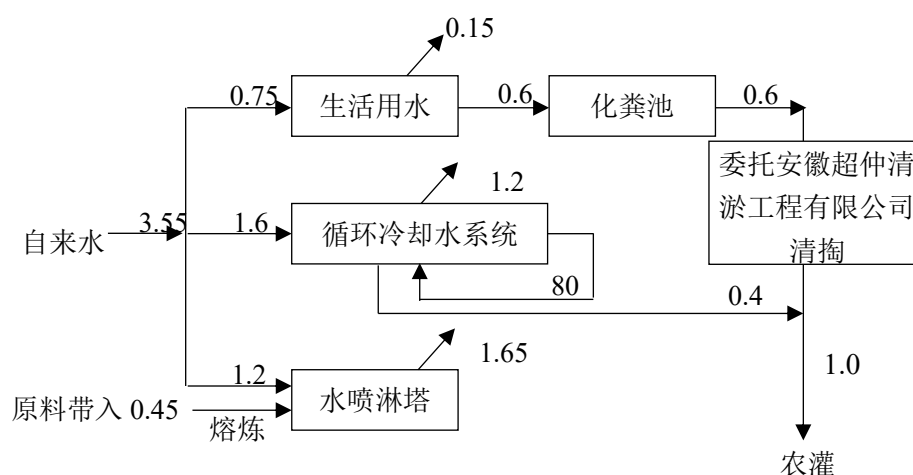 0.15
0.75
生活用水
0.6
化粪池
0.6
委托安徽超仲清
淤工程有限公司
清掏
1.2
自来水
3.55
1.6
循环冷却水系统
80
0.4
1.65
1.0
1.2
原料带入 0.45
熔炼
水喷淋塔
农灌